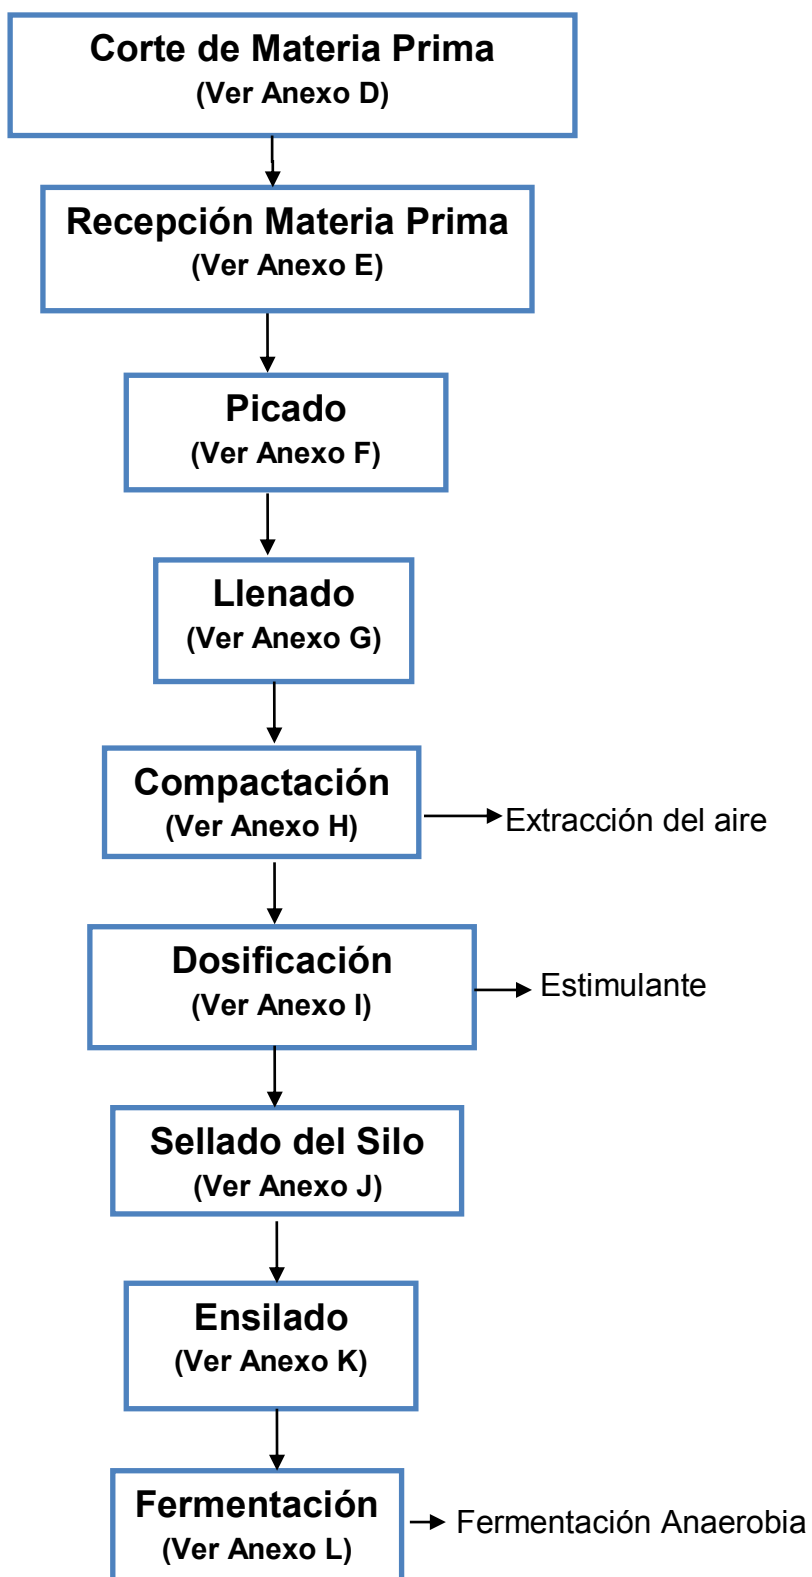 Corte de Materia Prima
(Ver Anexo D)
Recepción Materia Prima
(Ver Anexo E)
Picado
(Ver Anexo F)
Llenado
(Ver Anexo G)
Compactación
(Ver Anexo H)
Extracción del aire
Dosificación
(Ver Anexo I)
Estimulante
Sellado del Silo
(Ver Anexo J)
Ensilado
(Ver Anexo K)
Fermentación
(Ver Anexo L)
Fermentación Anaerobia